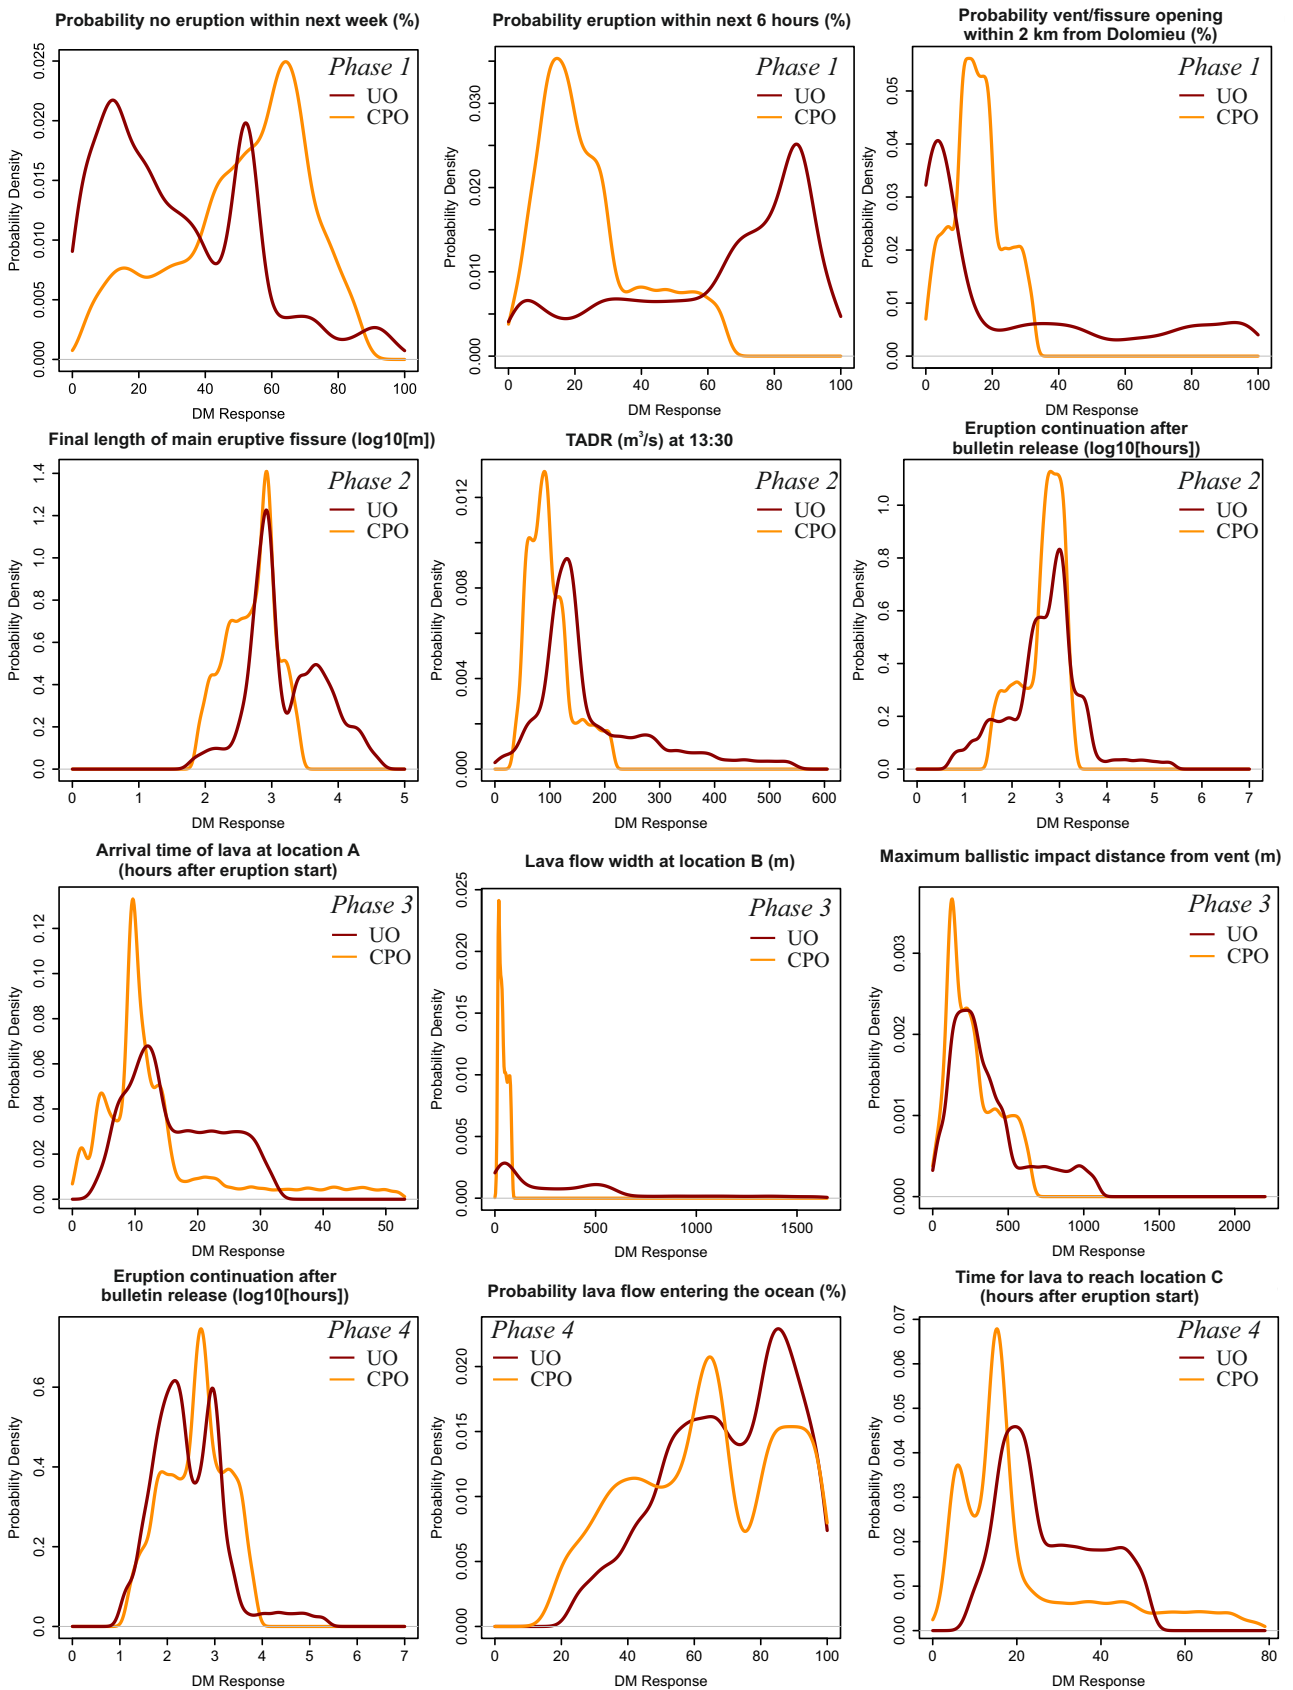 Probability no eruption within next week (%)
Phase 1
UO
CPO
Probability Density
0.000 0.005 0.010 0.015 0.020 0.025
0 20 40 60 80 100
DM Response
Probability eruption within next 6 hours (%)
Phase 1
UO
CPO
Probability Density
0.000 0.010 0.020 0.030
0 20 40 60 80 100
DM Response
Probability vent/fissure opening
within 2 km from Dolomieu (%)
Phase 1
UO
CPO
Probability Density
0.00 0.01 0.02 0.03 0.04 0.05
0 20 40 60 80 100
DM Response
Final length of main eruptive fissure (log10[m])
Phase 2
UO
CPO
Probability Density
0.0 0.2 0.4 0.6 0.8 1.0 1.2 1.4
0 1 2 3 4 5
DM Response
TADR (m³/s) at 13:30
Phase 2
UO
CPO
Probability Density
0.000 0.004 0.008 0.012
0 100 200 300 400 500 600
DM Response
Eruption continuation after
bulletin release (log10[hours])
Phase 2
UO
CPO
Probability Density
0.0 0.2 0.4 0.6 0.8 1.0
0 1 2 3 4 5 6 7
DM Response
Arrival time of lava at location A
(hours after eruption start)
Phase 3
UO
CPO
Probability Density
0.00 0.02 0.04 0.06 0.08 0.10 0.12
0 10 20 30 40 50
DM Response
Lava flow width at location B (m)
Phase 3
UO
CPO
Probability Density
0.000 0.005 0.010 0.015 0.020 0.025
0 500 1000 1500
DM Response
Maximum ballistic impact distance from vent (m)
Phase 3
UO
CPO
Probability Density
0.000 0.001 0.002 0.003
0 500 1000 1500 2000
DM Response
Eruption continuation after
bulletin release (log10[hours])
Phase 4
UO
CPO
Probability Density
0.0 0.2 0.4 0.6
0 1 2 3 4 5 6 7
DM Response
Probability lava flow entering the ocean (%)
Phase 4
UO
CPO
Probability Density
0.000 0.005 0.010 0.015 0.020
0 20 40 60 80 100
DM Response
Time for lava to reach location C
(hours after eruption start)
Phase 4
UO
CPO
Probability Density
0.00 0.01 0.02 0.03 0.04 0.05 0.06 0.07
0 20 40 60 80
DM Response